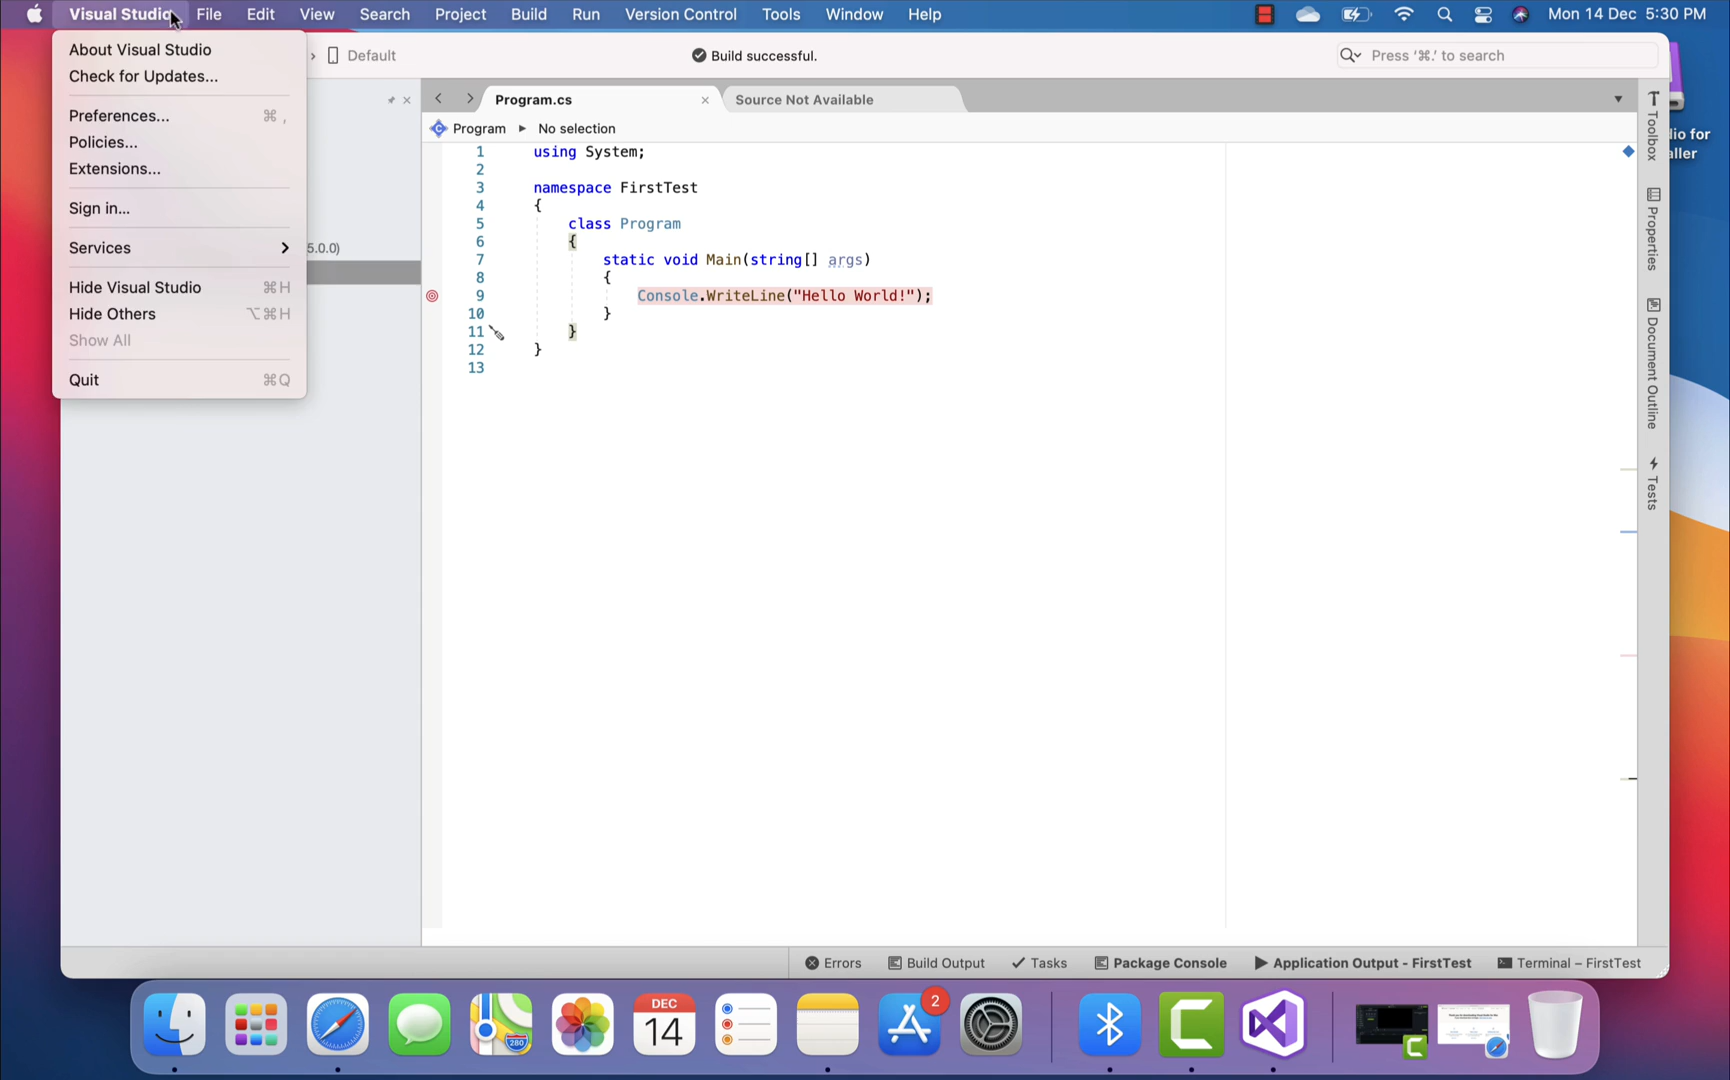 Visual Studio File Edit View Search Project Build Run Version Control Tools Window Help Mon 14 Dec 5:30 PM
About Visual Studio
Check for Updates...
Preferences... ⌘ ,
Policies...
Extensions...
Sign in...
Services
Hide Visual Studio ⌘H
Hide Others ⌥⌘H
Show All
Quit ⌘Q
› Default
Build successful.
Press '⌘.' to search
5.0.0)
Program.cs
Source Not Available
Program ▸ No selection
1 using System;
2
3 namespace FirstTest
4 {
5 class Program
6 {
7 static void Main(string[] args)
8 {
9 Console.WriteLine("Hello World!");
10 }
11 }
12 }
13
Toolbox
Properties
Document Outline
Tests
dio for
aller
Errors Build Output Tasks Package Console Application Output - FirstTest Terminal – FirstTest
280
DEC
14
2